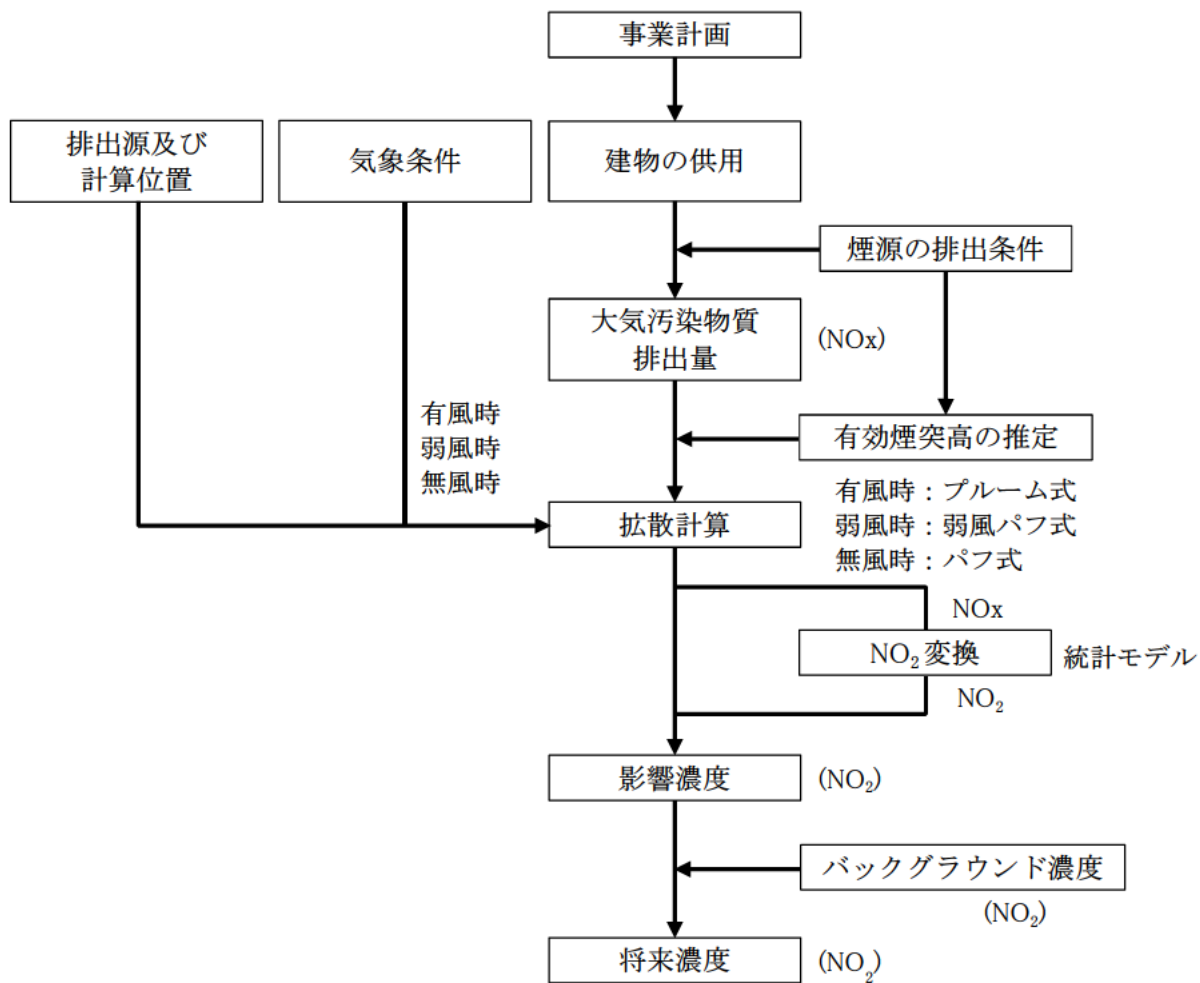 事業計画
排出源及び
計算位置
気象条件
建物の供用
煙源の排出条件
大気汚染物質
排出量
(NOx)
有風時
弱風時
無風時
有効煙突高の推定
有風時：プルーム式
弱風時：弱風パフ式
無風時：パフ式
拡散計算
NOx
NO₂変換
統計モデル
NO₂
影響濃度
(NO₂)
バックグラウンド濃度
(NO₂)
将来濃度
(NO₂)